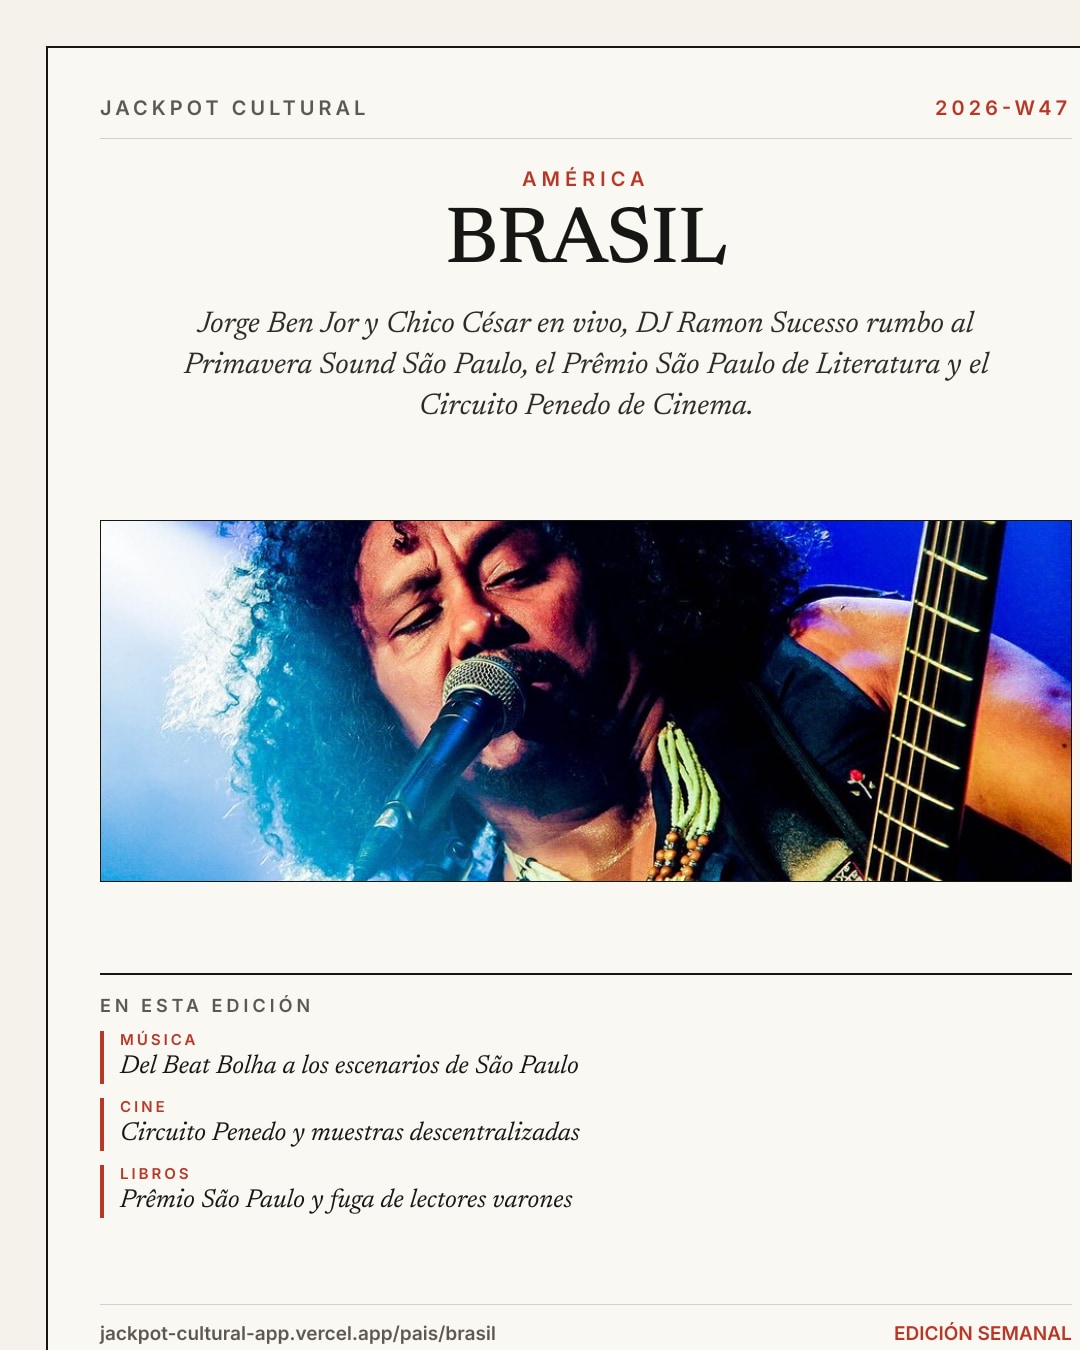 JACKPOT CULTURAL
2026-W47
AMÉRICA
BRASIL
Jorge Ben Jor y Chico César en vivo, DJ Ramon Sucesso rumbo al
Primavera Sound São Paulo, el Prêmio São Paulo de Literatura y el
Circuito Penedo de Cinema.
EN ESTA EDICIÓN
MÚSICA
Del Beat Bolha a los escenarios de São Paulo
CINE
Circuito Penedo y muestras descentralizadas
LIBROS
Prêmio São Paulo y fuga de lectores varones
jackpot-cultural-app.vercel.app/pais/brasil
EDICIÓN SEMANAL